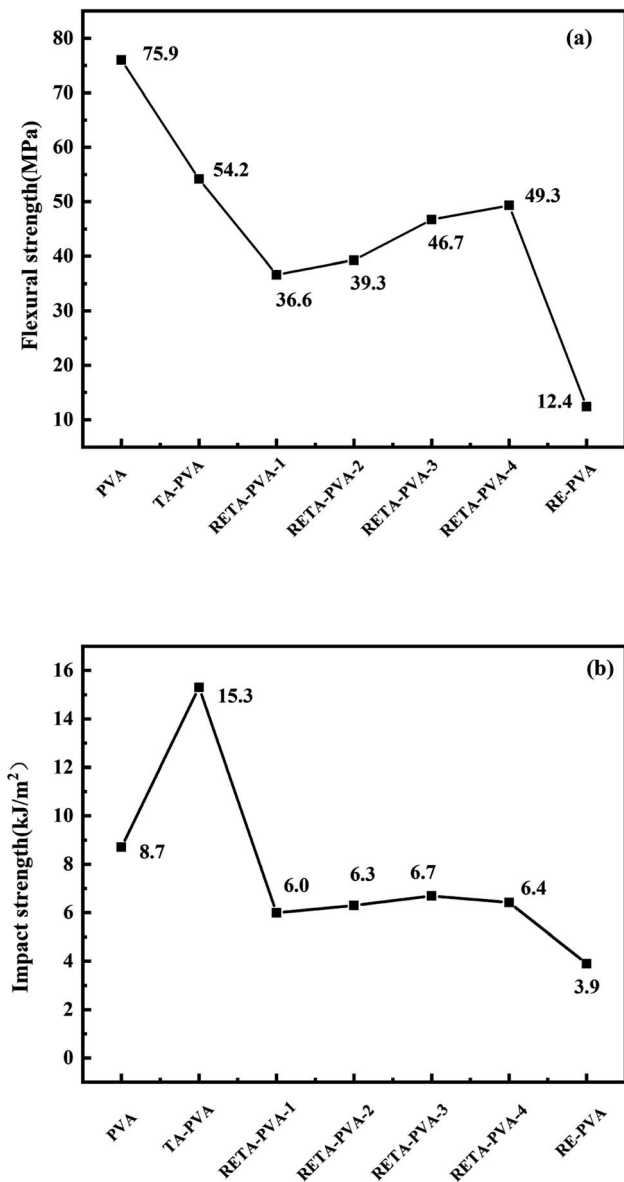 (a)
Flexural strength(MPa)
80
70
60
50
40
30
20
10
75.9
54.2
36.6
39.3
46.7
49.3
12.4
PVA
TA-PVA
RETA-PVA-1
RETA-PVA-2
RETA-PVA-3
RETA-PVA-4
RE-PVA
(b)
Impact strength(kJ/m²)
16
14
12
10
8
6
4
2
0
8.7
15.3
6.0
6.3
6.7
6.4
3.9
PVA
TA-PVA
RETA-PVA-1
RETA-PVA-2
RETA-PVA-3
RETA-PVA-4
RE-PVA